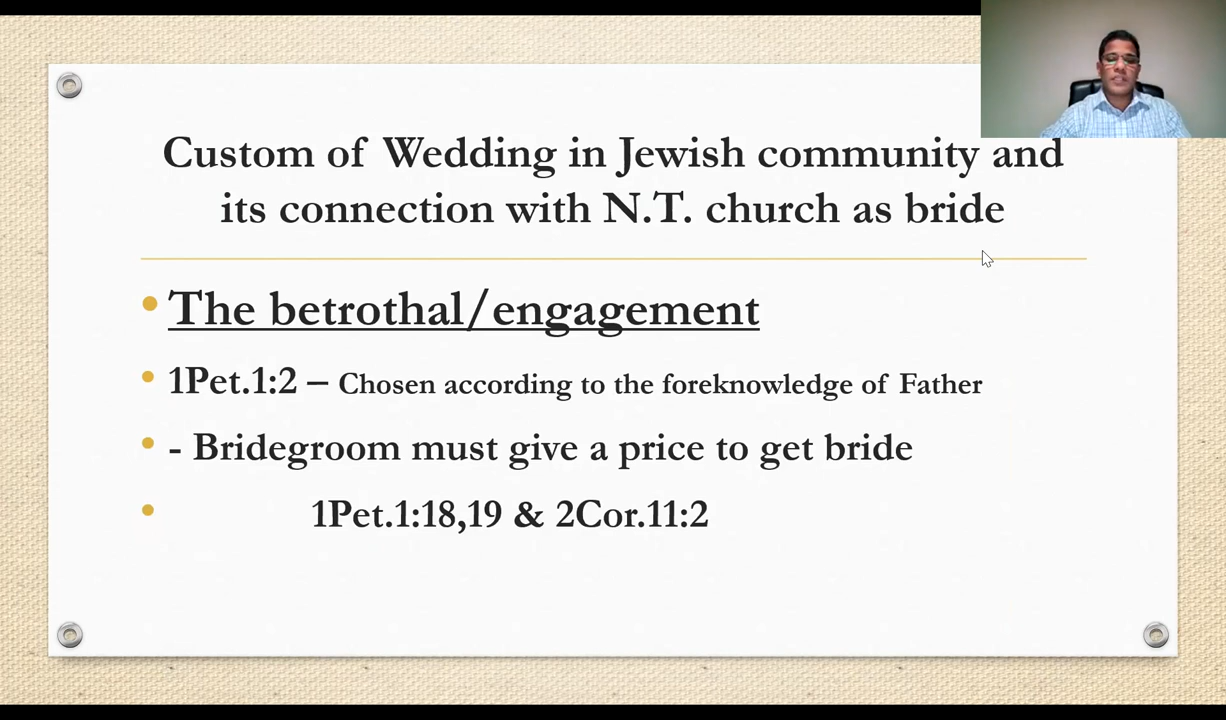 Custom of Wedding in Jewish community and
its connection with N.T. church as bride
• The betrothal/engagement
• 1Pet.1:2 – Chosen according to the foreknowledge of Father
• - Bridegroom must give a price to get bride
• 1Pet.1:18,19 & 2Cor.11:2